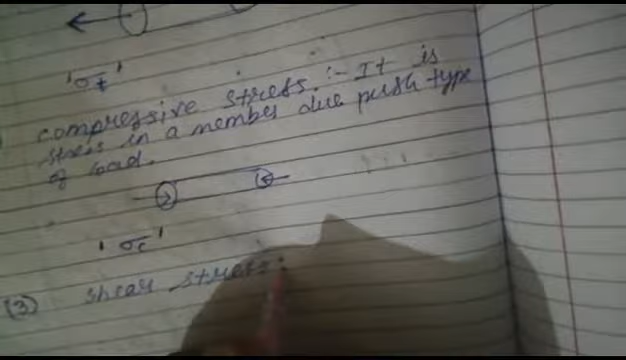 'σt'
compressive stress :- It is
stress in a member due push type
of load.
'σc'
(3) shear stress: